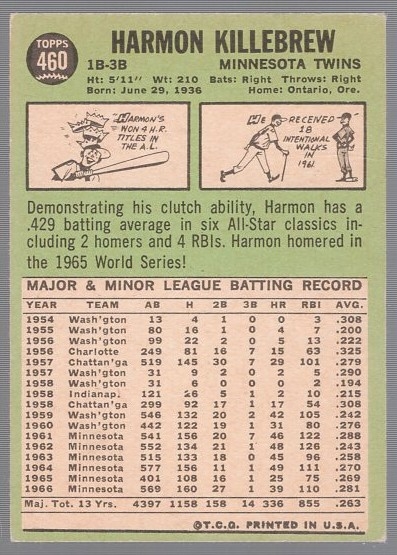 TOPPS
460
HARMON KILLEBREW
1B-3B MINNESOTA TWINS
Ht: 5'11" Wt: 210 Bats: Right Throws: Right
Born: June 29, 1936 Home: Ontario, Ore.
HARMON'S
WON 4 H.R.
TITLES IN
THE A.L.
HE RECEIVED
18
INTENTIONAL
WALKS IN
1961
Demonstrating his clutch ability, Harmon has a
.429 batting average in six All-Star classics in-
cluding 2 homers and 4 RBIs. Harmon homered in
the 1965 World Series!
MAJOR & MINOR LEAGUE BATTING RECORD
YEAR TEAM AB H 2B 3B HR RBI AVG.
1954 Wash'gton 13 4 1 0 0 3 .308
1955 Wash'gton 80 16 1 0 4 7 .200
1956 Wash'gton 99 22 2 0 5 13 .222
1956 Charlotte 249 81 16 7 15 63 .325
1957 Chattan'ga 519 145 30 7 29 101 .279
1957 Wash'gton 31 9 2 0 2 5 .290
1958 Wash'gton 31 6 0 0 0 2 .194
1958 Indianap. 121 26 5 1 2 10 .215
1958 Chattan'ga 299 92 17 1 17 54 .308
1959 Wash'gton 546 132 20 2 42 105 .242
1960 Wash'gton 442 122 19 1 31 80 .276
1961 Minnesota 541 156 20 7 46 122 .288
1962 Minnesota 552 134 21 1 48 126 .243
1963 Minnesota 515 133 18 0 45 96 .258
1964 Minnesota 577 156 11 1 49 111 .270
1965 Minnesota 401 108 16 1 25 75 .269
1966 Minnesota 569 160 27 1 39 110 .281
Maj. Tot. 13 Yrs. 4397 1158 158 14 336 855 .263
©T.C.G. PRINTED IN U.S.A.